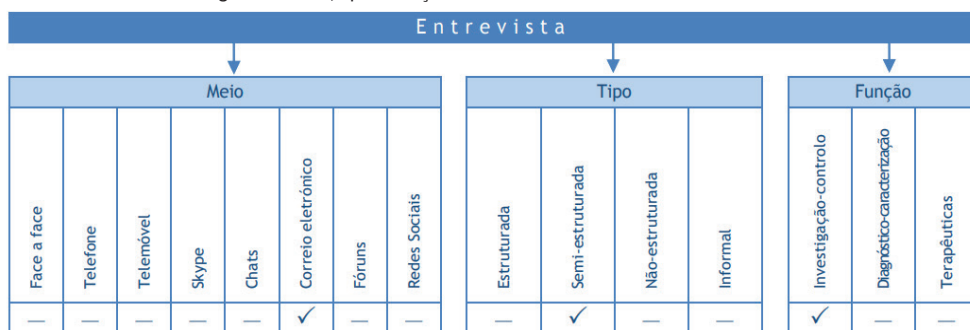 Entrevista
Meio
Tipo
Função
Face a face
Telefone
Telemóvel
Skype
Chats
Correio eletrónico
Fóruns
Redes Sociais
Estruturada
Semi-estruturada
Não-estruturada
Informal
Investigação-controlo
Diagnóstico-caracterização
Terapêuticas
— — — — — ✓ — — — ✓ — — ✓ — —